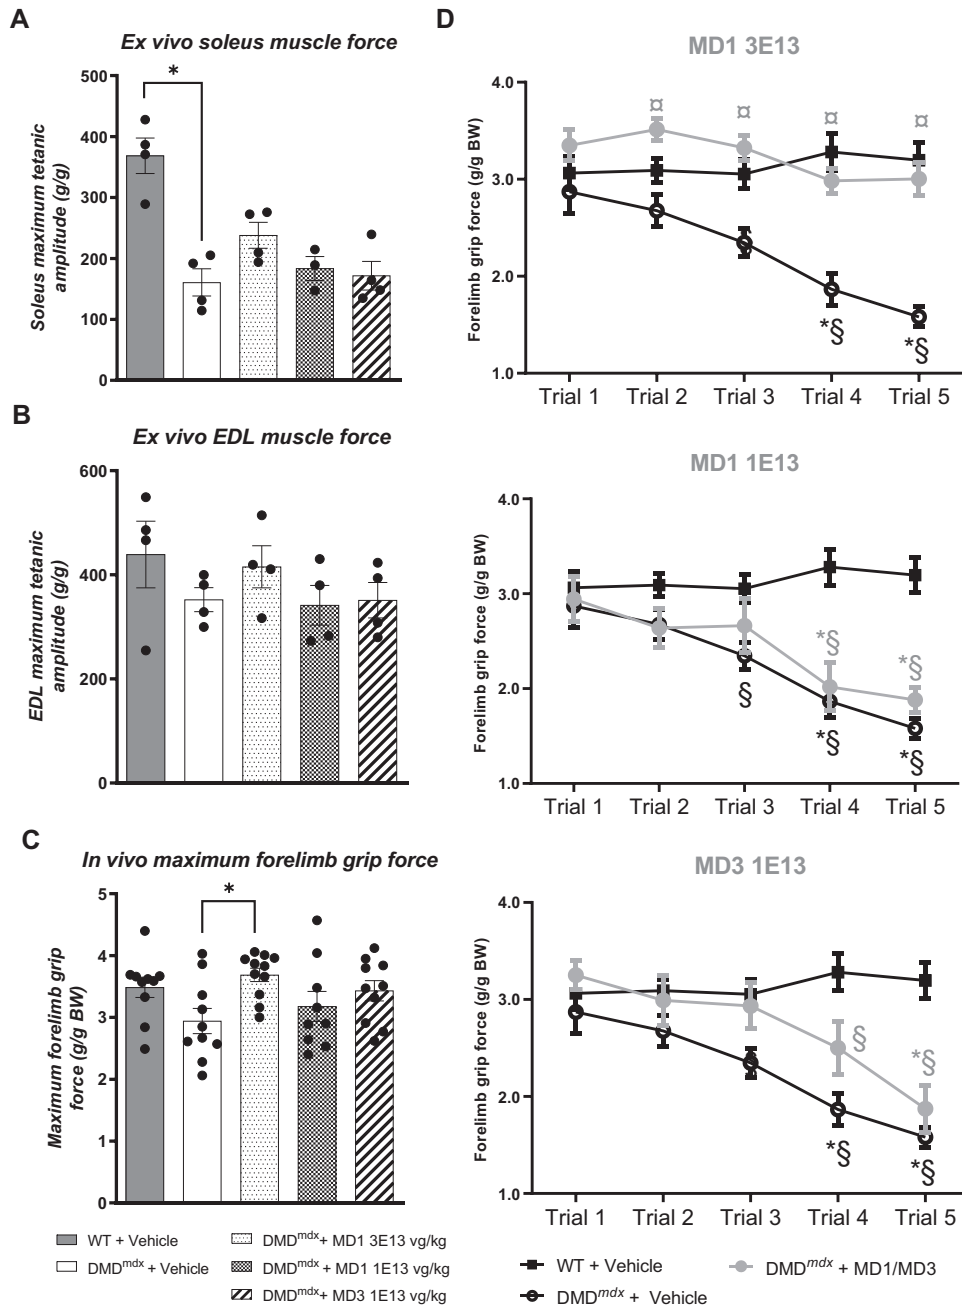 A
Ex vivo soleus muscle force
Soleus maximum tetanic
amplitude (g/g)
500
400
300
200
100
0
*
B
Ex vivo EDL muscle force
EDL maximum tetanic
amplitude (g/g)
600
400
200
0
C
In vivo maximum forelimb grip force
Maximum forelimb grip
force (g/g BW)
5
4
3
2
1
0
*
WT + Vehicle
DMDmdx + Vehicle
DMDmdx + MD1 3E13 vg/kg
DMDmdx + MD1 1E13 vg/kg
DMDmdx + MD3 1E13 vg/kg
D
MD1 3E13
Forelimb grip force (g/g BW)
4.0
3.0
2.0
1.0
¤ ¤ ¤ ¤
§
*§ *§
Trial 1 Trial 2 Trial 3 Trial 4 Trial 5
MD1 1E13
Forelimb grip force (g/g BW)
4.0
3.0
2.0
1.0
*§ *§
§ *§ *§
Trial 1 Trial 2 Trial 3 Trial 4 Trial 5
MD3 1E13
Forelimb grip force (g/g BW)
4.0
3.0
2.0
1.0
§ *§
§
*§ *§
Trial 1 Trial 2 Trial 3 Trial 4 Trial 5
WT + Vehicle
DMDmdx + Vehicle
DMDmdx + MD1/MD3